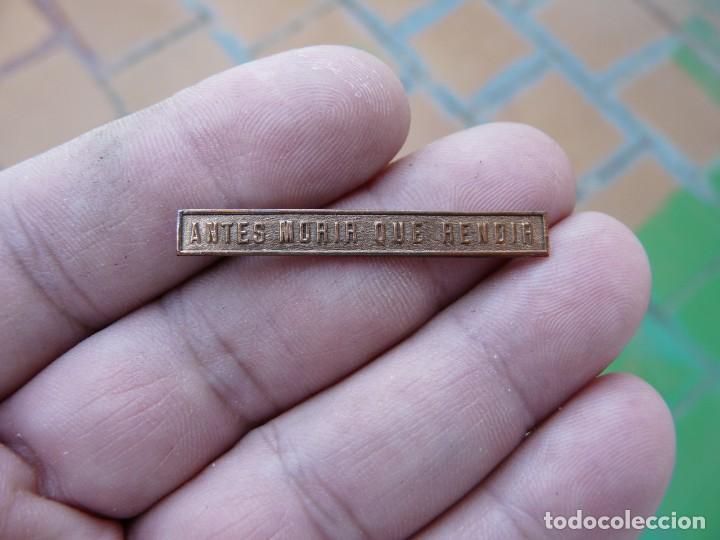 ANTES MORIR QUE RENDIR
todocoleccion